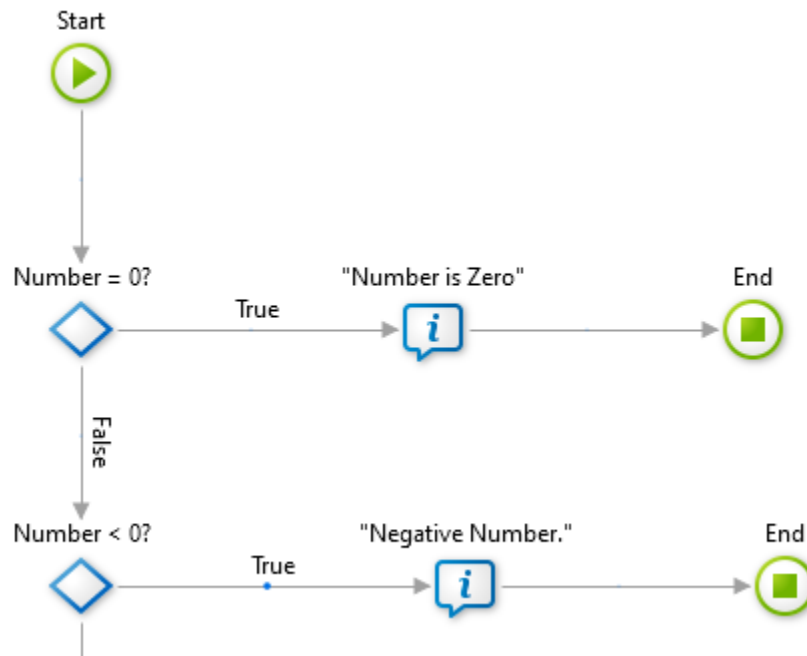 Start
Number = 0?
True
"Number is Zero"
End
False
Number < 0?
True
"Negative Number."
End